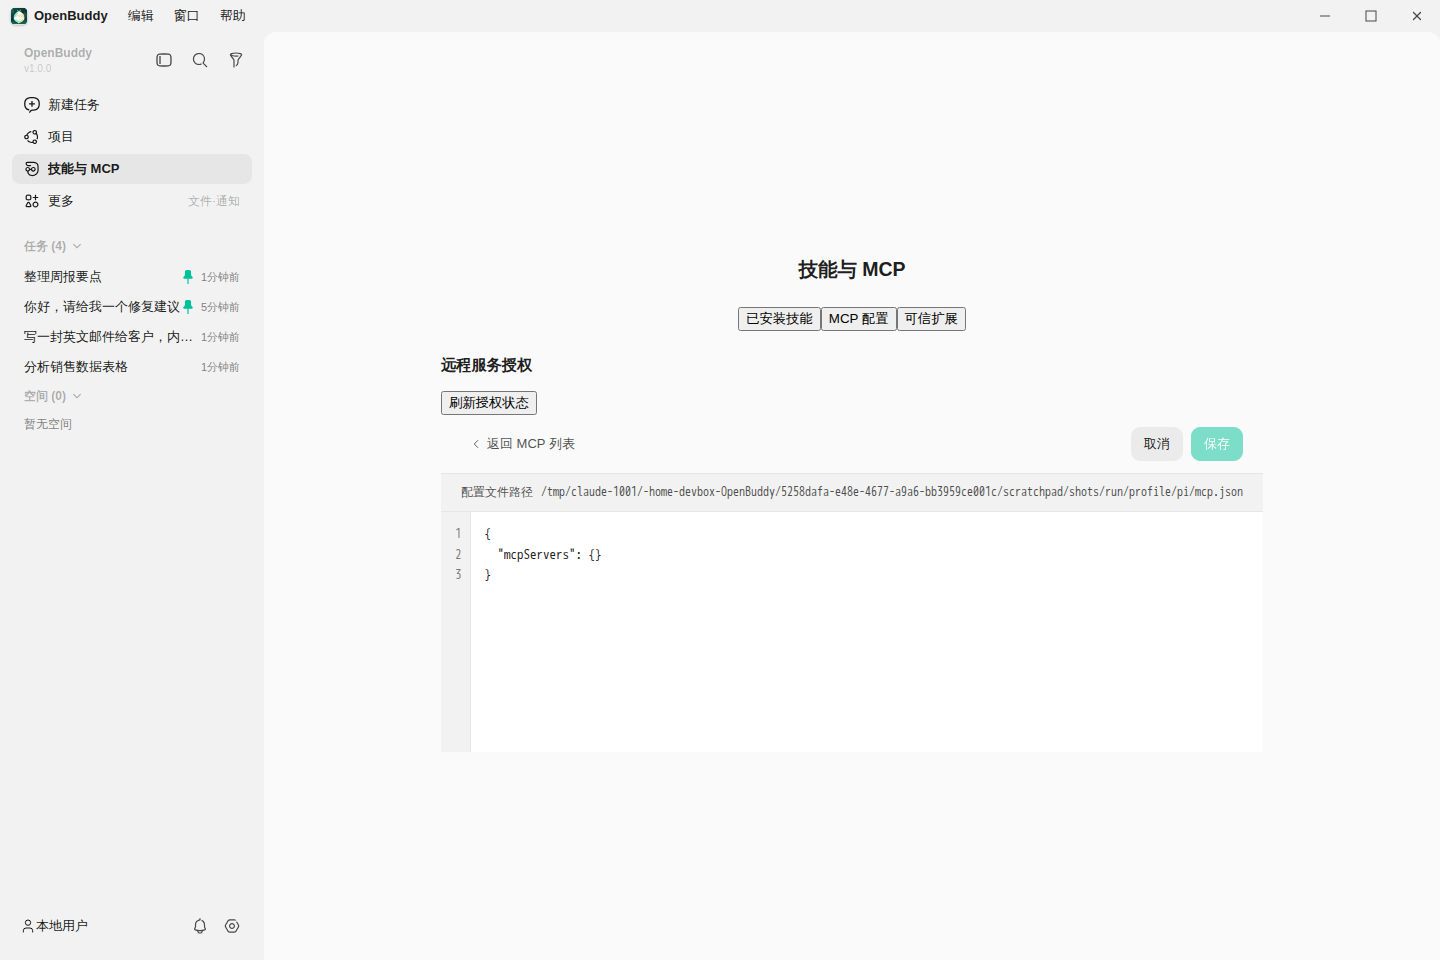 OpenBuddy 编辑 窗口 帮助
OpenBuddy
v1.0.0
新建任务
项目
技能与 MCP
更多 文件·通知
任务 (4)
整理周报要点 1分钟前
你好，请给我一个修复建议 5分钟前
写一封英文邮件给客户，内… 1分钟前
分析销售数据表格 1分钟前
空间 (0)
暂无空间
本地用户
技能与 MCP
已安装技能 MCP 配置 可信扩展
远程服务授权
刷新授权状态
返回 MCP 列表 取消 保存
配置文件路径 /tmp/claude-1001/-home-devbox-OpenBuddy/5258dafa-e48e-4677-a9a6-bb3959ce001c/scratchpad/shots/run/profile/pi/mcp.json
1 {
2 "mcpServers": {}
3 }